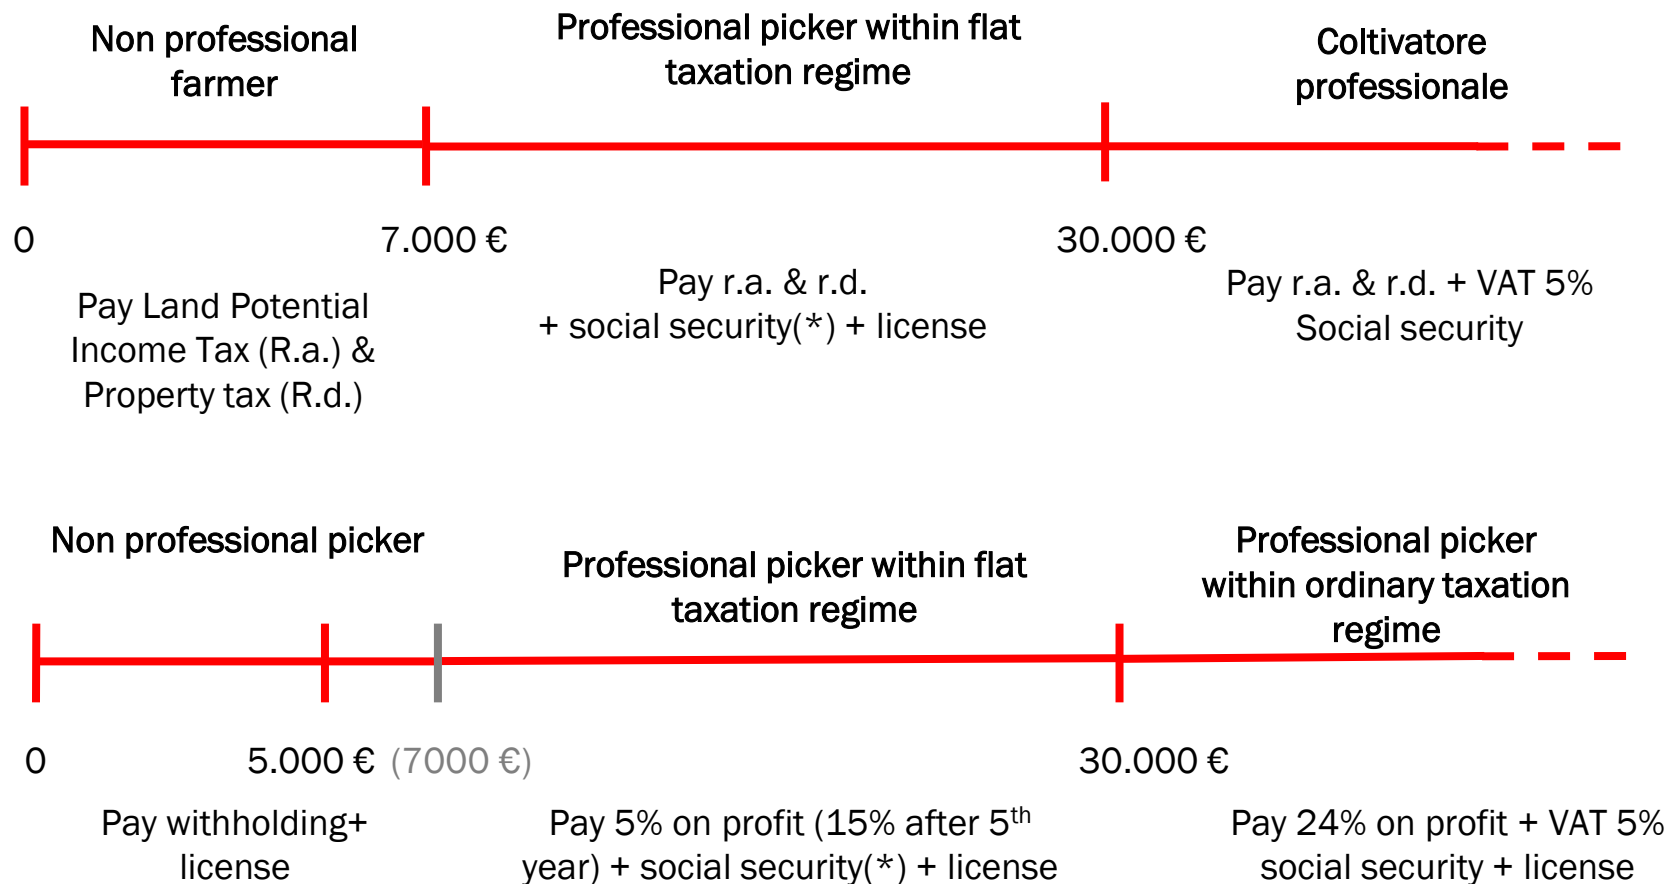 Non professional
farmer
Professional picker within flat
taxation regime
Coltivatore
professionale
0
7.000 €
30.000 €
Pay Land Potential
Income Tax (R.a.) &
Property tax (R.d.)
Pay r.a. & r.d.
+ social security(*) + license
Pay r.a. & r.d. + VAT 5%
Social security
Non professional picker
Professional picker within flat
taxation regime
Professional picker
within ordinary taxation
regime
0
5.000 € (7000 €)
30.000 €
Pay withholding+
license
Pay 5% on profit (15% after 5th
year) + social security(*) + license
Pay 24% on profit + VAT 5%
social security + license